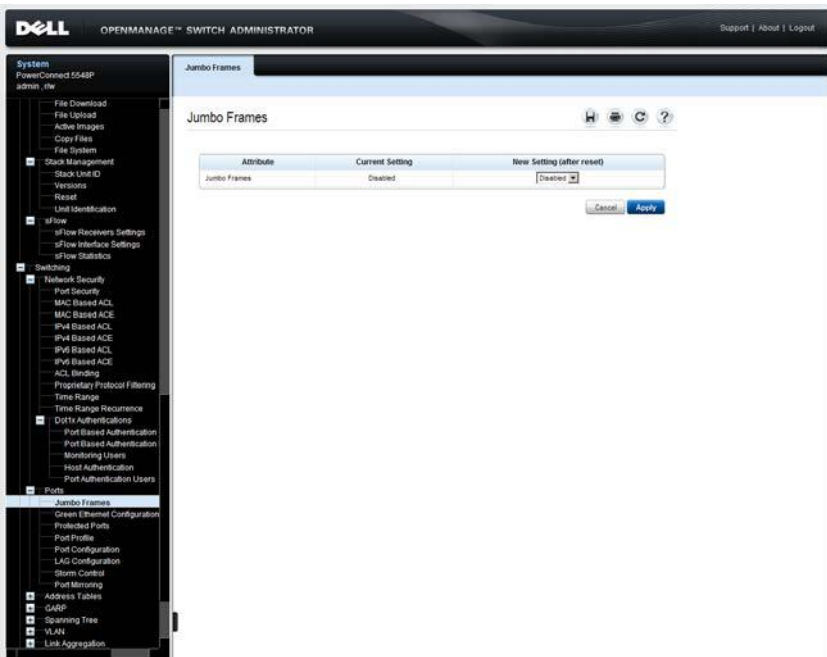 DELL OPENMANAGE™ SWITCH ADMINISTRATOR
Support | About | Logout
System
PowerConnect 5548P
admin , r/w
File Download
File Upload
Active Images
Copy Files
File System
Stack Management
Stack Unit ID
Versions
Reset
Unit Identification
sFlow
sFlow Receivers Settings
sFlow Interface Settings
sFlow Statistics
Switching
Network Security
Port Security
MAC Based ACL
MAC Based ACE
IPv4 Based ACL
IPv4 Based ACE
IPv6 Based ACL
IPv6 Based ACE
ACL Binding
Proprietary Protocol Filtering
Time Range
Time Range Recurrence
Dot1x Authentications
Port Based Authentication
Port Based Authentication
Monitoring Users
Host Authentication
Port Authentication Users
Ports
Jumbo Frames
Green Ethernet Configuration
Protected Ports
Port Profile
Port Configuration
LAG Configuration
Storm Control
Port Mirroring
Address Tables
GARP
Spanning Tree
VLAN
Link Aggregation
Jumbo Frames
Jumbo Frames
Attribute Current Setting New Setting (after reset)
Jumbo Frames Disabled Disabled
Cancel Apply